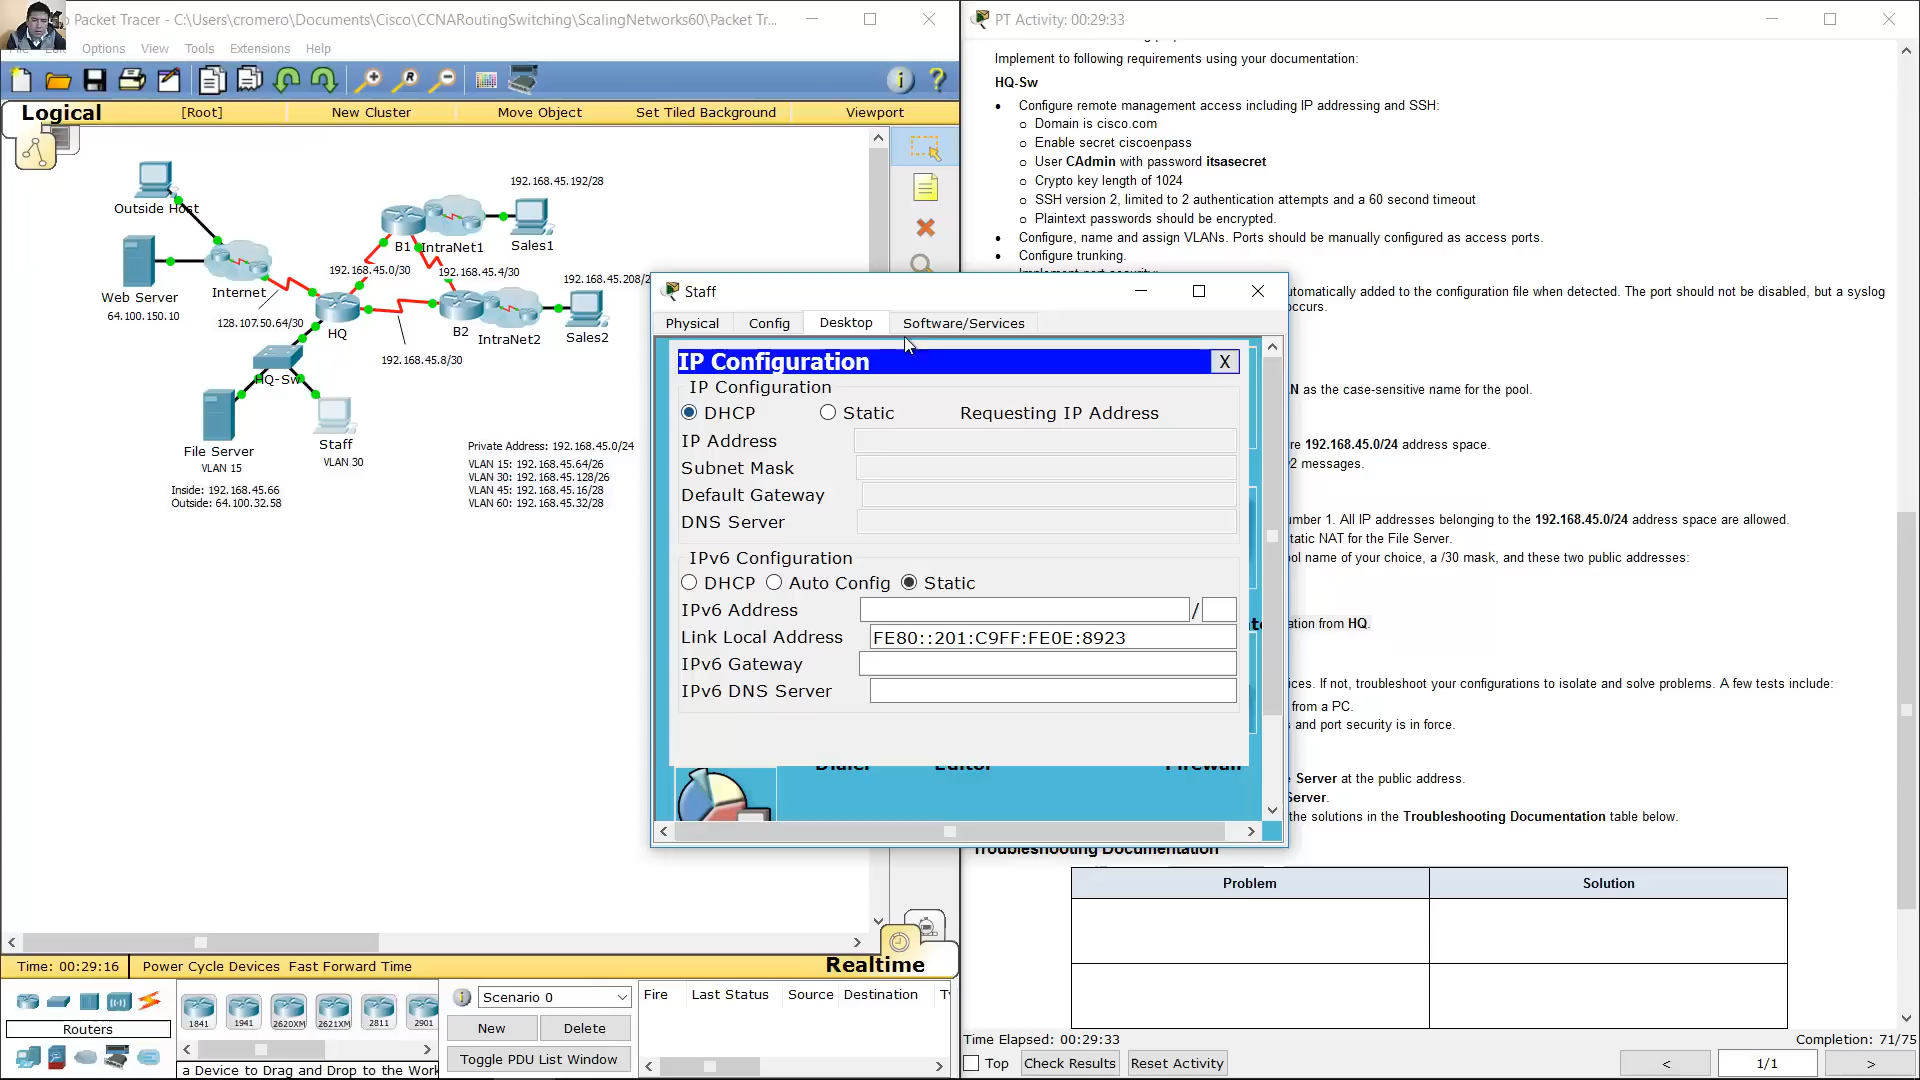 Packet Tracer - C:\Users\cromero\Documents\Cisco\CCNARoutingSwitching\ScalingNetworks60\Packet Tr...
Options View Tools Extensions Help
Logical [Root] New Cluster Move Object Set Tiled Background Viewport
Outside Host
Web Server
64.100.150.10
Internet
128.107.50.64/30
HQ
192.168.45.0/30
B1
IntraNet1
192.168.45.192/28
Sales1
192.168.45.4/30
192.168.45.208/2
B2
IntraNet2
Sales2
192.168.45.8/30
HQ-Sw
File Server
VLAN 15
Staff
VLAN 30
Inside: 192.168.45.66
Outside: 64.100.32.58
Private Address: 192.168.45.0/24
VLAN 15: 192.168.45.64/26
VLAN 30: 192.168.45.128/26
VLAN 45: 192.168.45.16/28
VLAN 60: 192.168.45.32/28
Time: 00:29:16 Power Cycle Devices Fast Forward Time
Realtime
Routers
1841 1941 2620XM 2621XM 2811 2901
a Device to Drag and Drop to the Work
Scenario 0
New Delete
Toggle PDU List Window
Fire Last Status Source Destination
Staff
Physical Config Desktop Software/Services
IP Configuration X
IP Configuration
DHCP Static Requesting IP Address
IP Address
Subnet Mask
Default Gateway
DNS Server
IPv6 Configuration
DHCP Auto Config Static
IPv6 Address /
Link Local Address FE80::201:C9FF:FE0E:8923
IPv6 Gateway
IPv6 DNS Server
PT Activity: 00:29:33
Implement to following requirements using your documentation:
HQ-Sw
• Configure remote management access including IP addressing and SSH:
o Domain is cisco.com
o Enable secret ciscoenpass
o User CAdmin with password itsasecret
o Crypto key length of 1024
o SSH version 2, limited to 2 authentication attempts and a 60 second timeout
o Plaintext passwords should be encrypted.
• Configure, name and assign VLANs. Ports should be manually configured as access ports.
• Configure trunking.
utomatically added to the configuration file when detected. The port should not be disabled, but a syslog
ccurs.
N as the case-sensitive name for the pool.
re 192.168.45.0/24 address space.
v2 messages.
umber 1. All IP addresses belonging to the 192.168.45.0/24 address space are allowed.
tatic NAT for the File Server.
ool name of your choice, a /30 mask, and these two public addresses:
ation from HQ.
ices. If not, troubleshoot your configurations to isolate and solve problems. A few tests include:
from a PC.
and port security is in force.
Server at the public address.
Server.
the solutions in the Troubleshooting Documentation table below.
Troubleshooting Documentation
Problem Solution
Time Elapsed: 00:29:33 Completion: 71/75
Top Check Results Reset Activity < 1/1 >